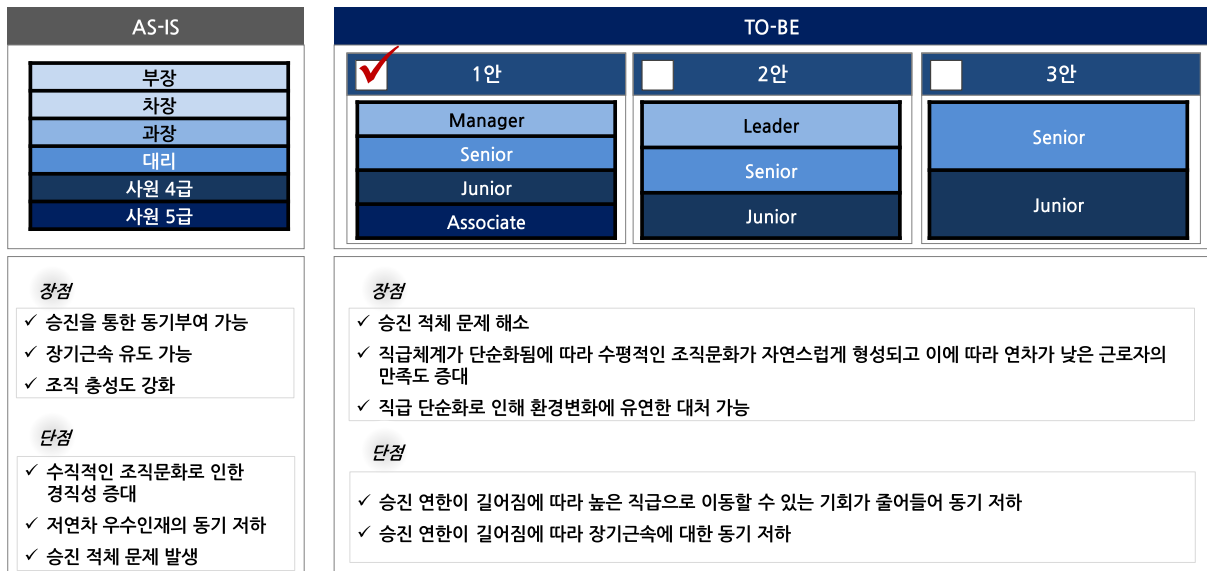 AS-IS
부장
차장
과장
대리
사원 4급
사원 5급
장점
✓ 승진을 통한 동기부여 가능
✓ 장기근속 유도 가능
✓ 조직 충성도 강화
단점
✓ 수직적인 조직문화로 인한
경직성 증대
✓ 저연차 우수인재의 동기 저하
✓ 승진 적체 문제 발생
TO-BE
1안
Manager
Senior
Junior
Associate
2안
Leader
Senior
Junior
3안
Senior
Junior
장점
✓ 승진 적체 문제 해소
✓ 직급체계가 단순화됨에 따라 수평적인 조직문화가 자연스럽게 형성되고 이에 따라 연차가 낮은 근로자의
만족도 증대
✓ 직급 단순화로 인해 환경변화에 유연한 대처 가능
단점
✓ 승진 연한이 길어짐에 따라 높은 직급으로 이동할 수 있는 기회가 줄어들어 동기 저하
✓ 승진 연한이 길어짐에 따라 장기근속에 대한 동기 저하